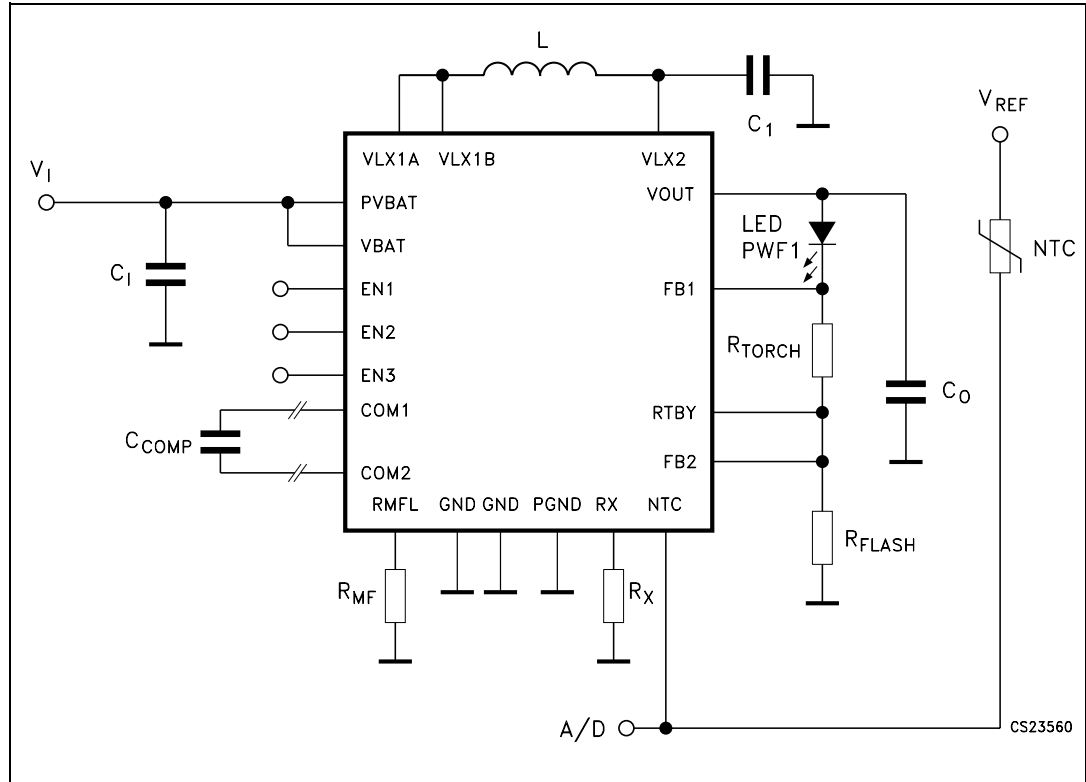 L
C1
VREF
VLX1A VLX1B VLX2
VI
PVBAT
VOUT
LED
PWF1
NTC
VBAT
CI
EN1
FB1
EN2
RTORCH
EN3
CO
COM1
RTBY
CCOMP
COM2
FB2
RMFL GND GND PGND RX NTC
RFLASH
RMF
RX
A/D
CS23560